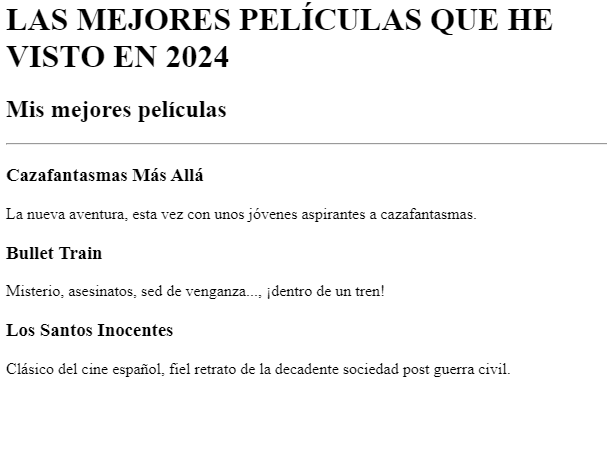 LAS MEJORES PELÍCULAS QUE HE
VISTO EN 2024
Mis mejores películas
Cazafantasmas Más Allá
La nueva aventura, esta vez con unos jóvenes aspirantes a cazafantasmas.
Bullet Train
Misterio, asesinatos, sed de venganza..., ¡dentro de un tren!
Los Santos Inocentes
Clásico del cine español, fiel retrato de la decadente sociedad post guerra civil.